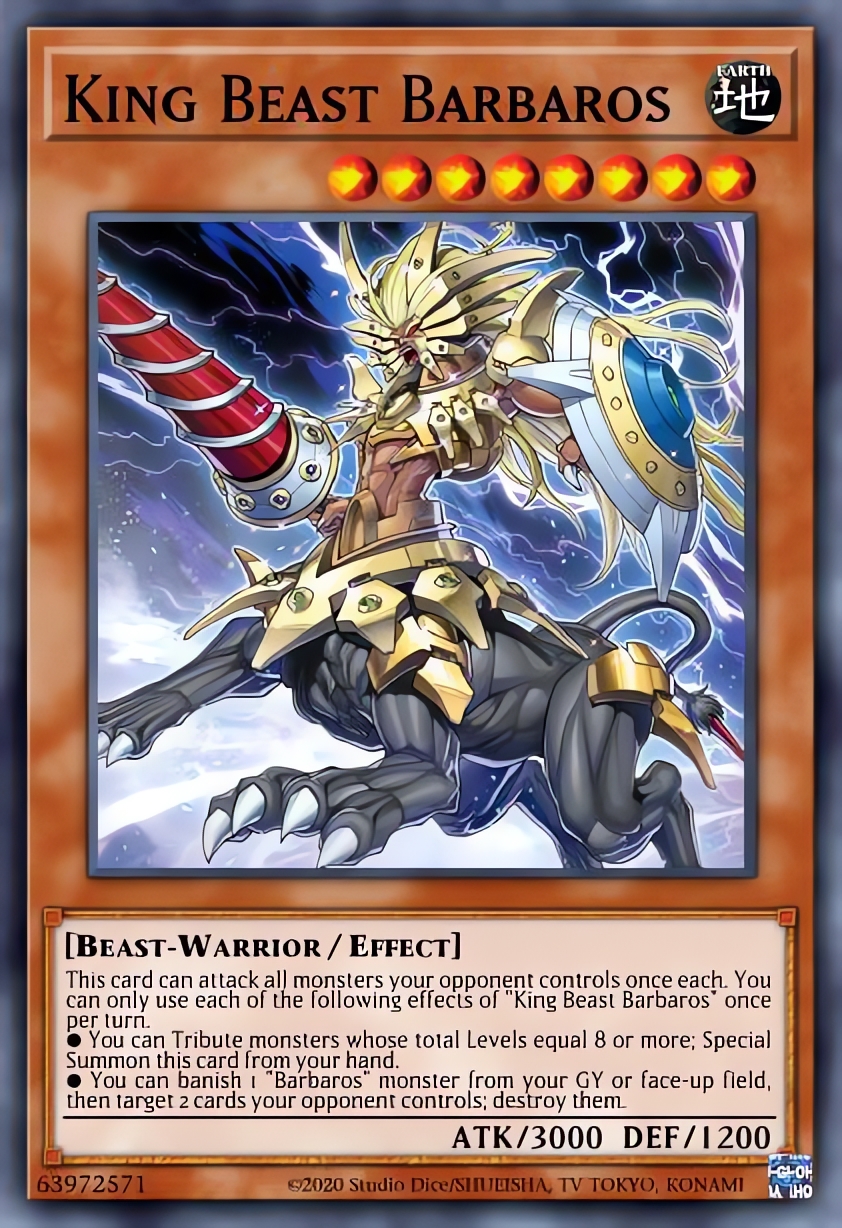 King Beast Barbaros
EARTH
地
[Beast-Warrior / Effect]
This card can attack all monsters your opponent controls once each. You
can only use each of the following effects of "King Beast Barbaros" once
per turn.
● You can Tribute monsters whose total Levels equal 8 or more; Special
Summon this card from your hand.
● You can banish 1 "Barbaros" monster from your GY or face-up field,
then target 2 cards your opponent controls; destroy them.
ATK/3000 DEF/1200
63972571
©2020 Studio Dice/SHUEISHA, TV TOKYO, KONAMI